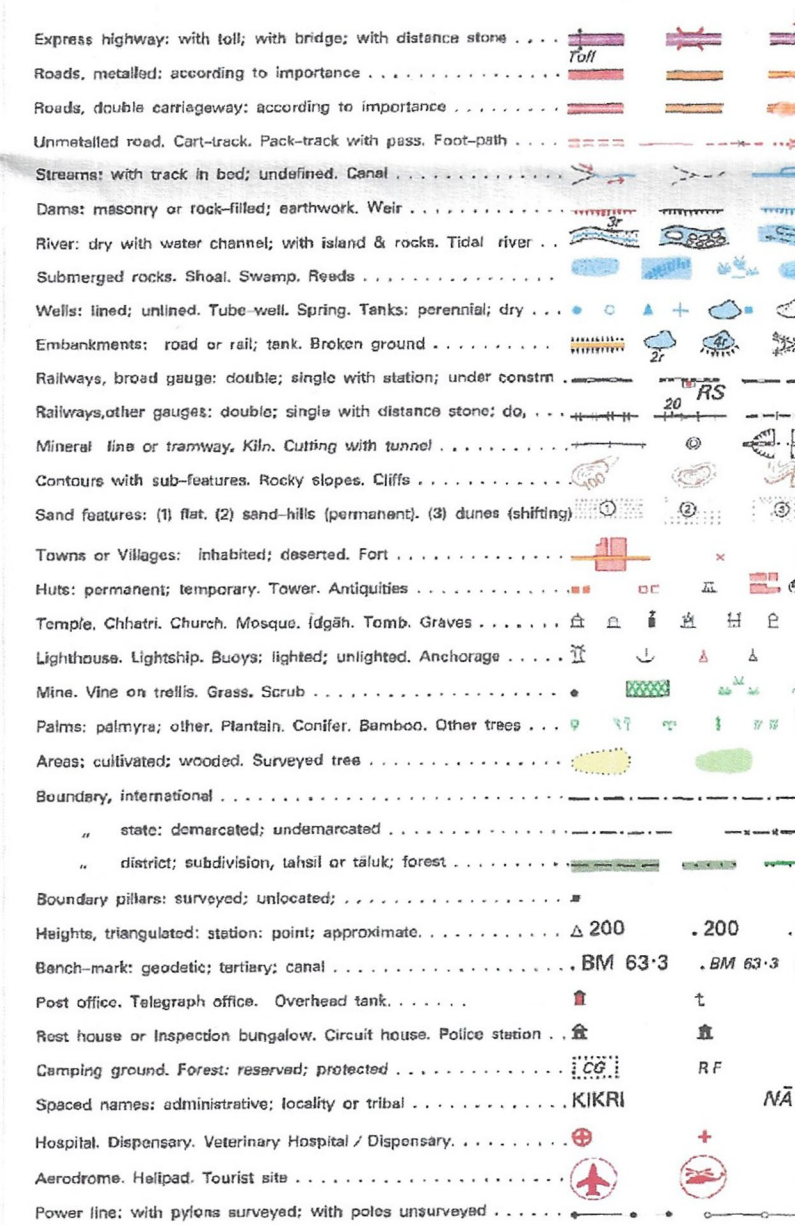 Express highway: with toll; with bridge; with distance stone
Toll
Roads, metalled: according to importance
Roads, double carriageway: according to importance
Unmetalled road. Cart-track. Pack-track with pass. Foot-path
Streams: with track in bed; undefined. Canal
Dams: masonry or rock-filled; earthwork. Weir
3r
River: dry with water channel; with island & rocks. Tidal river
Submerged rocks. Shoal. Swamp. Reeds
Wells: lined; unlined. Tube-well. Spring. Tanks: perennial; dry
Embankments: road or rail; tank. Broken ground
2r 4r
Railways, broad gauge: double; single with station; under constrn
RS
Railways,other gauges: double; single with distance stone; do,
20
Mineral line or tramway. Kiln. Cutting with tunnel
Contours with sub-features. Rocky slopes. Cliffs
100
Sand features: (1) flat. (2) sand-hills (permanent). (3) dunes (shifting) 1 2 3
Towns or Villages: inhabited; deserted. Fort
Huts: permanent; temporary. Tower. Antiquities
Temple. Chhatri. Church. Mosque. Īdgāh. Tomb. Graves
Lighthouse. Lightship. Buoys: lighted; unlighted. Anchorage
Mine. Vine on trellis. Grass. Scrub
Palms: palmyra; other. Plantain. Conifer. Bamboo. Other trees
Areas: cultivated; wooded. Surveyed tree
Boundary, international
„ state: demarcated; undemarcated
„ district; subdivision, tahsil or tāluk; forest
Boundary pillars: surveyed; unlocated;
Heights, triangulated: station: point; approximate. △ 200 . 200 .
Bench-mark: geodetic; tertiary; canal . BM 63·3 . BM 63·3
Post office. Telegraph office. Overhead tank. t
Rest house or Inspection bungalow. Circuit house. Police station
Camping ground. Forest: reserved; protected CG RF
Spaced names: administrative; locality or tribal KIKRI NĀ
Hospital. Dispensary. Veterinary Hospital / Dispensary.
Aerodrome. Helipad. Tourist site
Power line: with pylons surveyed; with poles unsurveyed